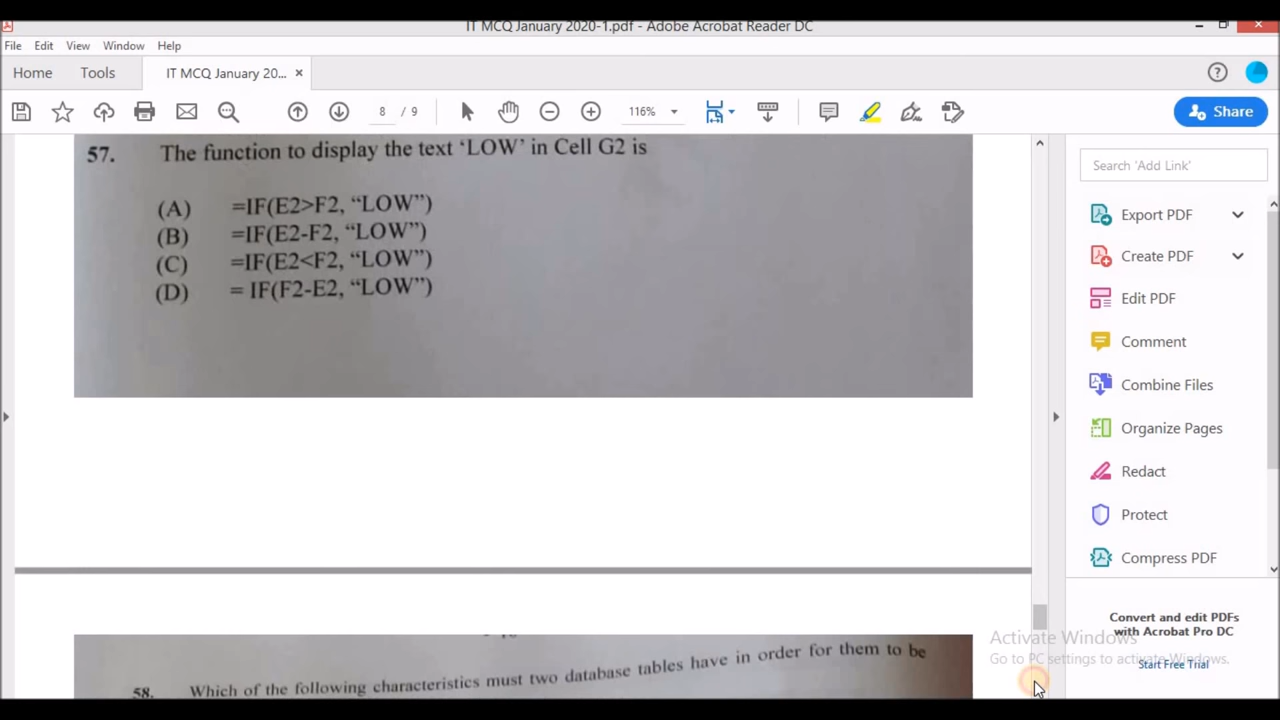 IT MCQ January 2020-1.pdf - Adobe Acrobat Reader DC
File Edit View Window Help
Home Tools IT MCQ January 20... ×
8 / 9 116% Share
57. The function to display the text ‘LOW’ in Cell G2 is
(A) =IF(E2>F2, “LOW”)
(B) =IF(E2-F2, “LOW”)
(C) =IF(E2<F2, “LOW”)
(D) = IF(F2-E2, “LOW”)
58. Which of the following characteristics must two database tables have in order for them to be
Search 'Add Link'
Export PDF
Create PDF
Edit PDF
Comment
Combine Files
Organize Pages
Redact
Protect
Compress PDF
Convert and edit PDFs
with Acrobat Pro DC
Start Free Trial
Activate Windows
Go to PC settings to activate Windows.